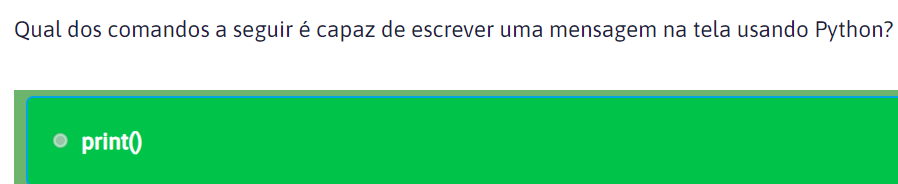 Qual dos comandos a seguir é capaz de escrever uma mensagem na tela usando Python?
print()